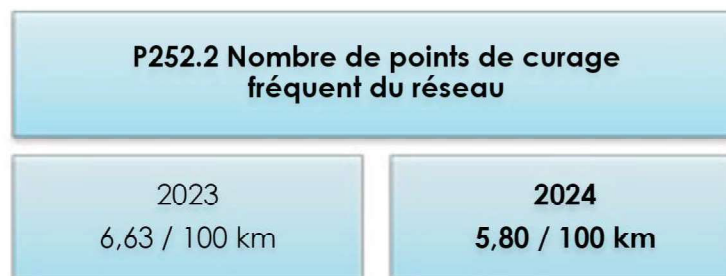 P252.2 Nombre de points de curage
fréquent du réseau
2023
6,63 / 100 km
2024
5,80 / 100 km